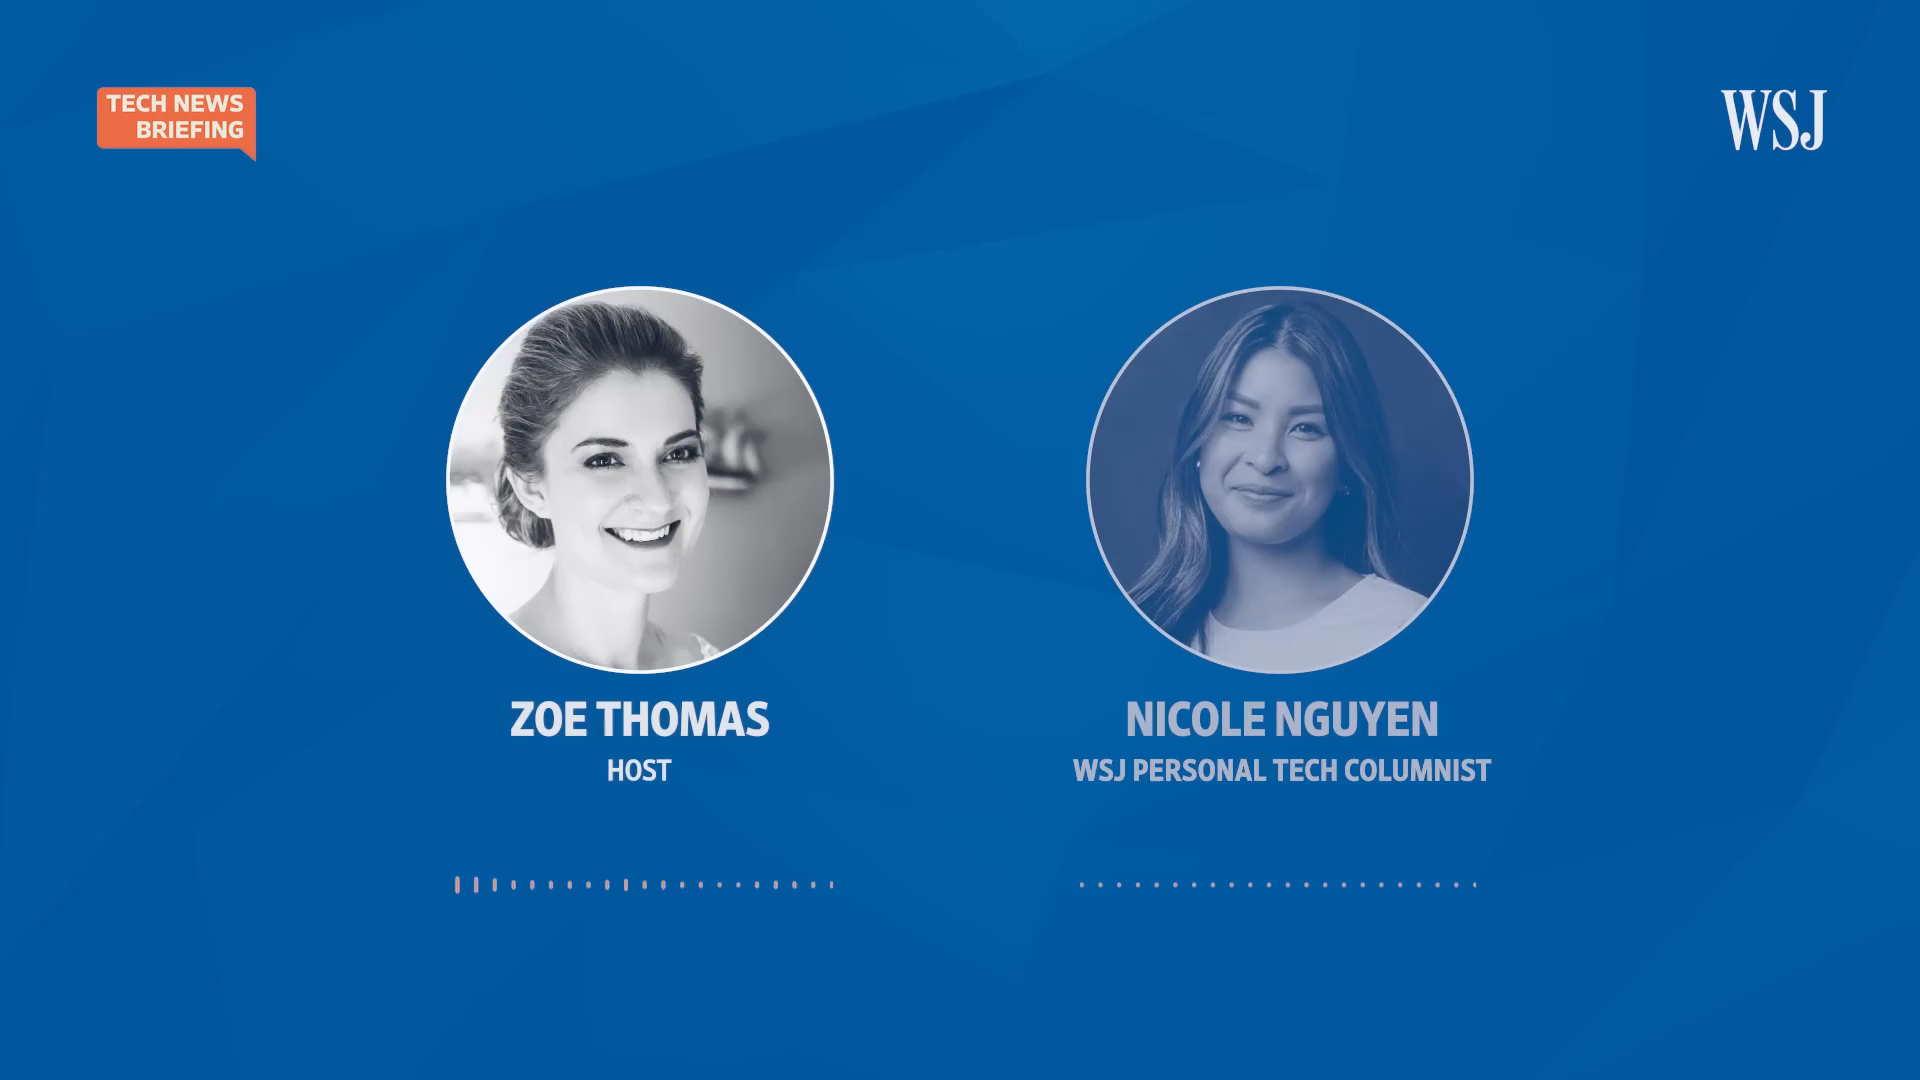 TECH NEWS
BRIEFING
WSJ
ZOE THOMAS
HOST
NICOLE NGUYEN
WSJ PERSONAL TECH COLUMNIST